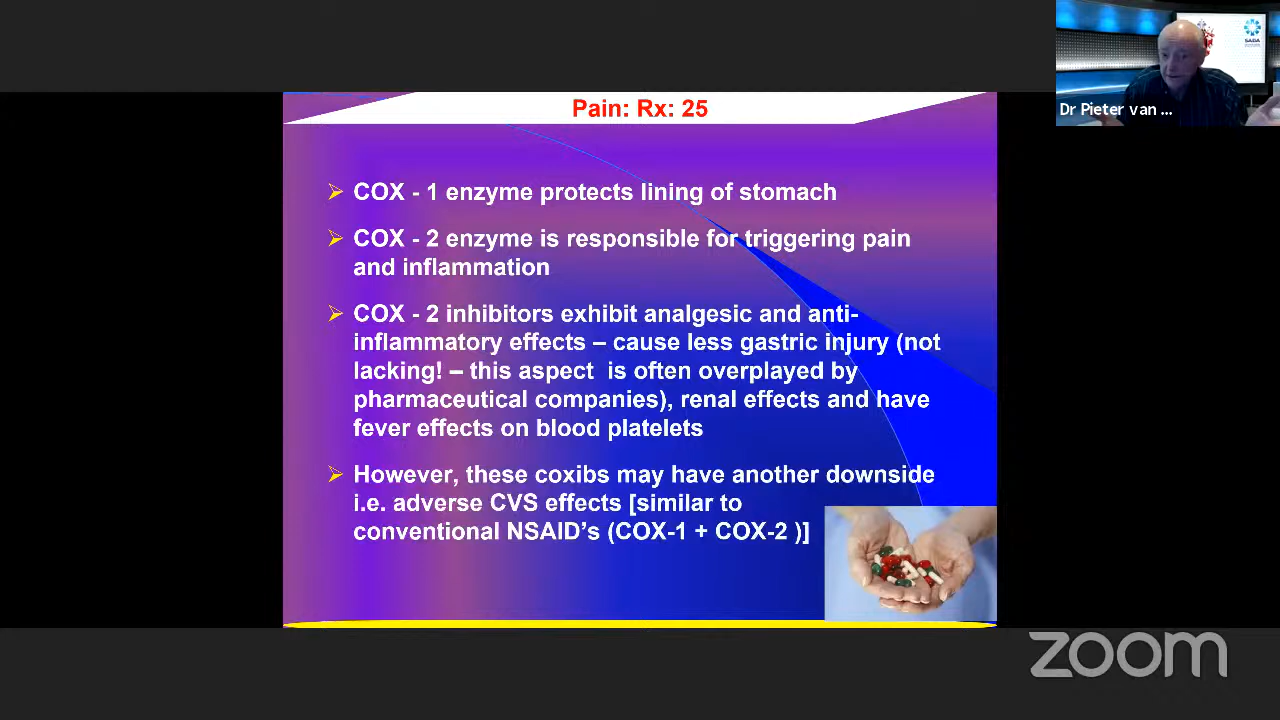 Pain: Rx: 25
SADA
Dr Pieter van ...
➢ COX - 1 enzyme protects lining of stomach
➢ COX - 2 enzyme is responsible for triggering pain
and inflammation
➢ COX - 2 inhibitors exhibit analgesic and anti-
inflammatory effects – cause less gastric injury (not
lacking! – this aspect is often overplayed by
pharmaceutical companies), renal effects and have
fever effects on blood platelets
➢ However, these coxibs may have another downside
i.e. adverse CVS effects [similar to
conventional NSAID’s (COX-1 + COX-2 )]
zoom